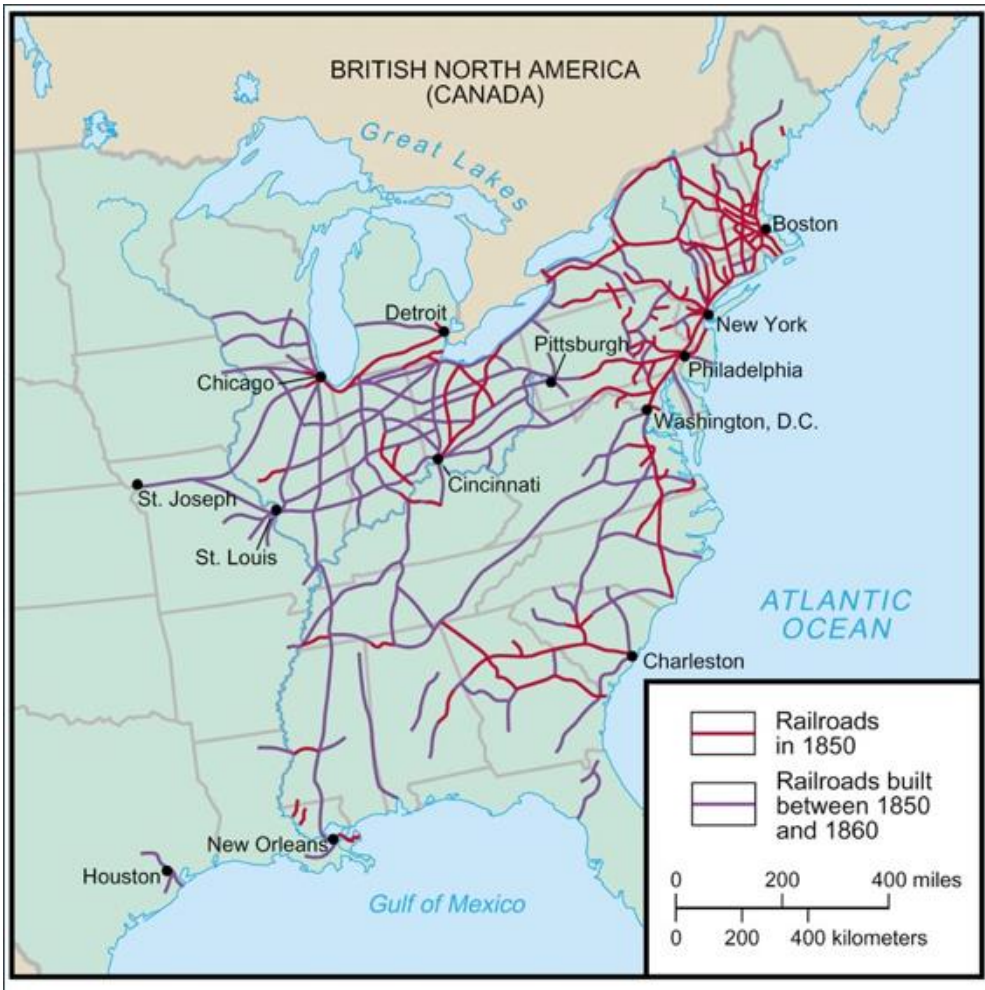 BRITISH NORTH AMERICA
(CANADA)
Great Lakes
Boston
Detroit
New York
Pittsburgh
Philadelphia
Chicago
Washington, D.C.
Cincinnati
St. Joseph
St. Louis
ATLANTIC
OCEAN
Charleston
New Orleans
Houston
Gulf of Mexico
Railroads
in 1850
Railroads built
between 1850
and 1860
0 200 400 miles
0 200 400 kilometers